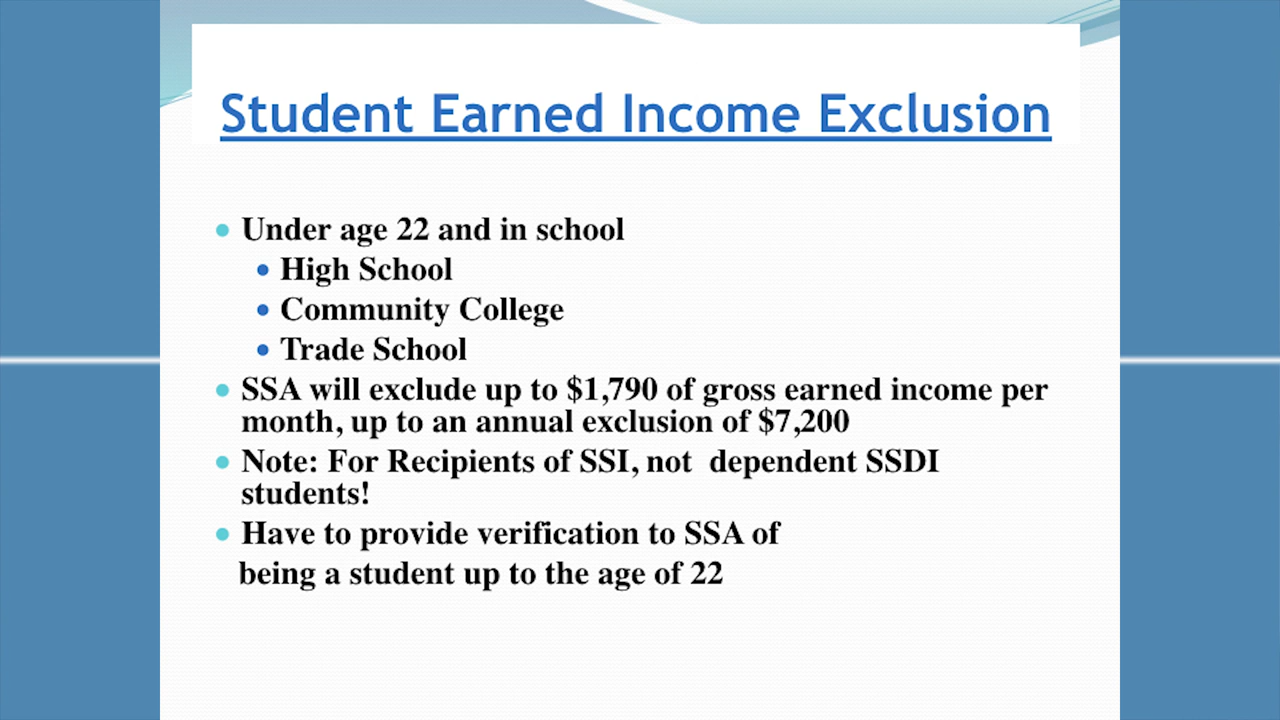 Student Earned Income Exclusion
• Under age 22 and in school
• High School
• Community College
• Trade School
• SSA will exclude up to $1,790 of gross earned income per
month, up to an annual exclusion of $7,200
• Note: For Recipients of SSI, not  dependent SSDI
students!
• Have to provide verification to SSA of
being a student up to the age of 22